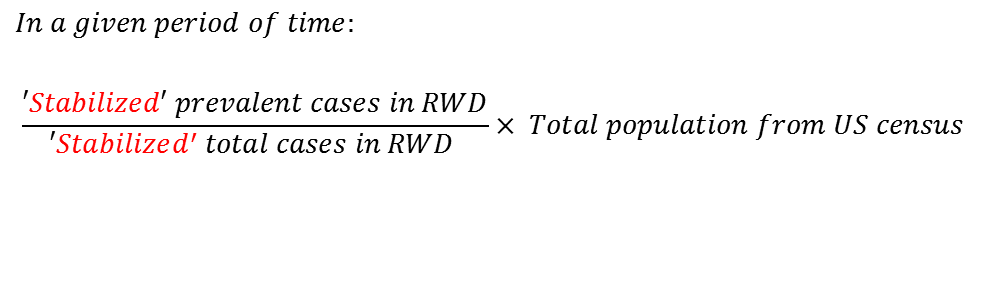 In a given period of time:
'Stabilized' prevalent cases in RWD
'Stabilized' total cases in RWD
× Total population from US census